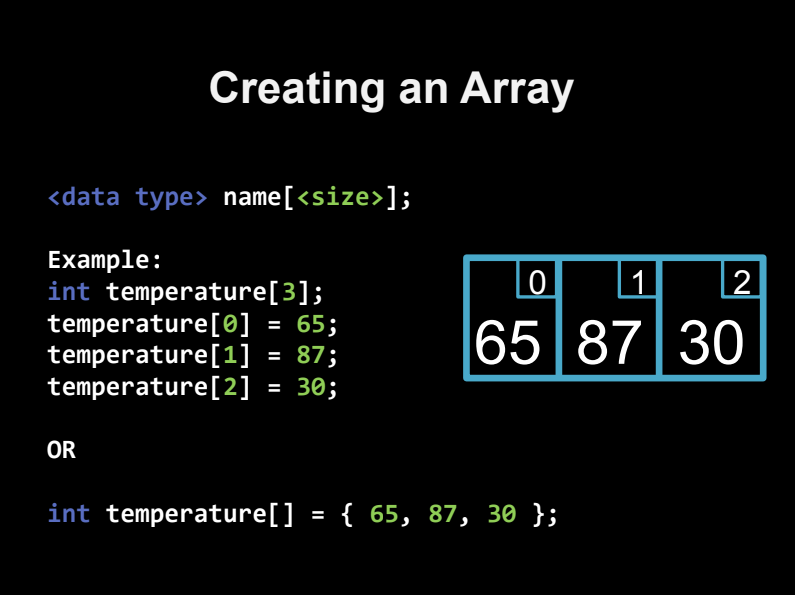 Creating an Array
<data type> name[<size>];
Example:
int temperature[3];
temperature[0] = 65;
temperature[1] = 87;
temperature[2] = 30;
0 1 2
65 87 30
OR
int temperature[] = { 65, 87, 30 };